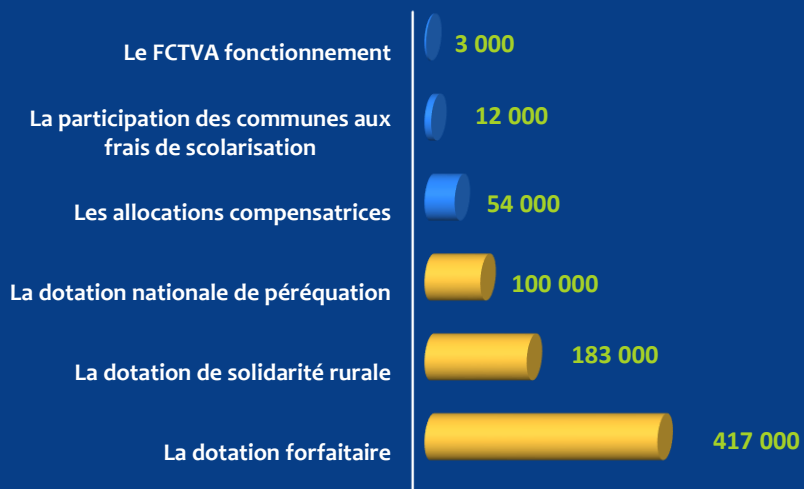 Le FCTVA fonctionnement
3 000
La participation des communes aux
frais de scolarisation
12 000
Les allocations compensatrices
54 000
La dotation nationale de péréquation
100 000
La dotation de solidarité rurale
183 000
La dotation forfaitaire
417 000